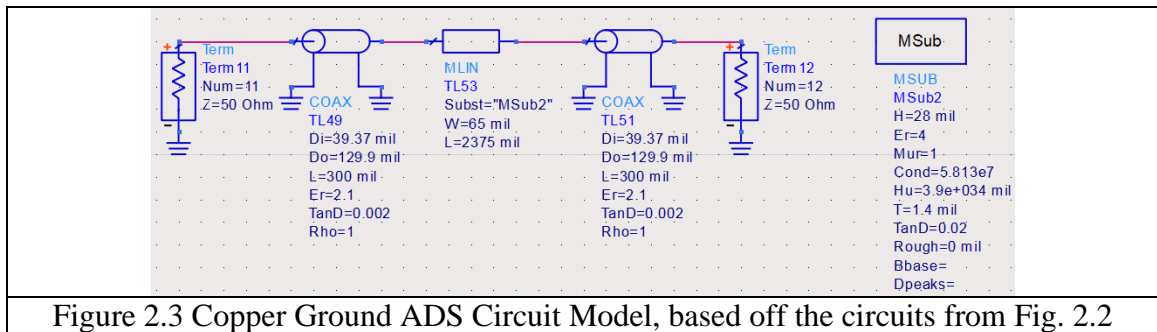 Term
Term11
Num=11
Z=50 Ohm
COAX
TL49
Di=39.37 mil
Do=129.9 mil
L=300 mil
Er=2.1
TanD=0.002
Rho=1
MLIN
TL53
Subst="MSub2"
W=65 mil
L=2375 mil
COAX
TL51
Di=39.37 mil
Do=129.9 mil
L=300 mil
Er=2.1
TanD=0.002
Rho=1
Term
Term12
Num=12
Z=50 Ohm
MSub
MSUB
MSub2
H=28 mil
Er=4
Mur=1
Cond=5.813e7
Hu=3.9e+034 mil
T=1.4 mil
TanD=0.02
Rough=0 mil
Bbase=
Dpeaks=
Figure 2.3 Copper Ground ADS Circuit Model, based off the circuits from Fig. 2.2